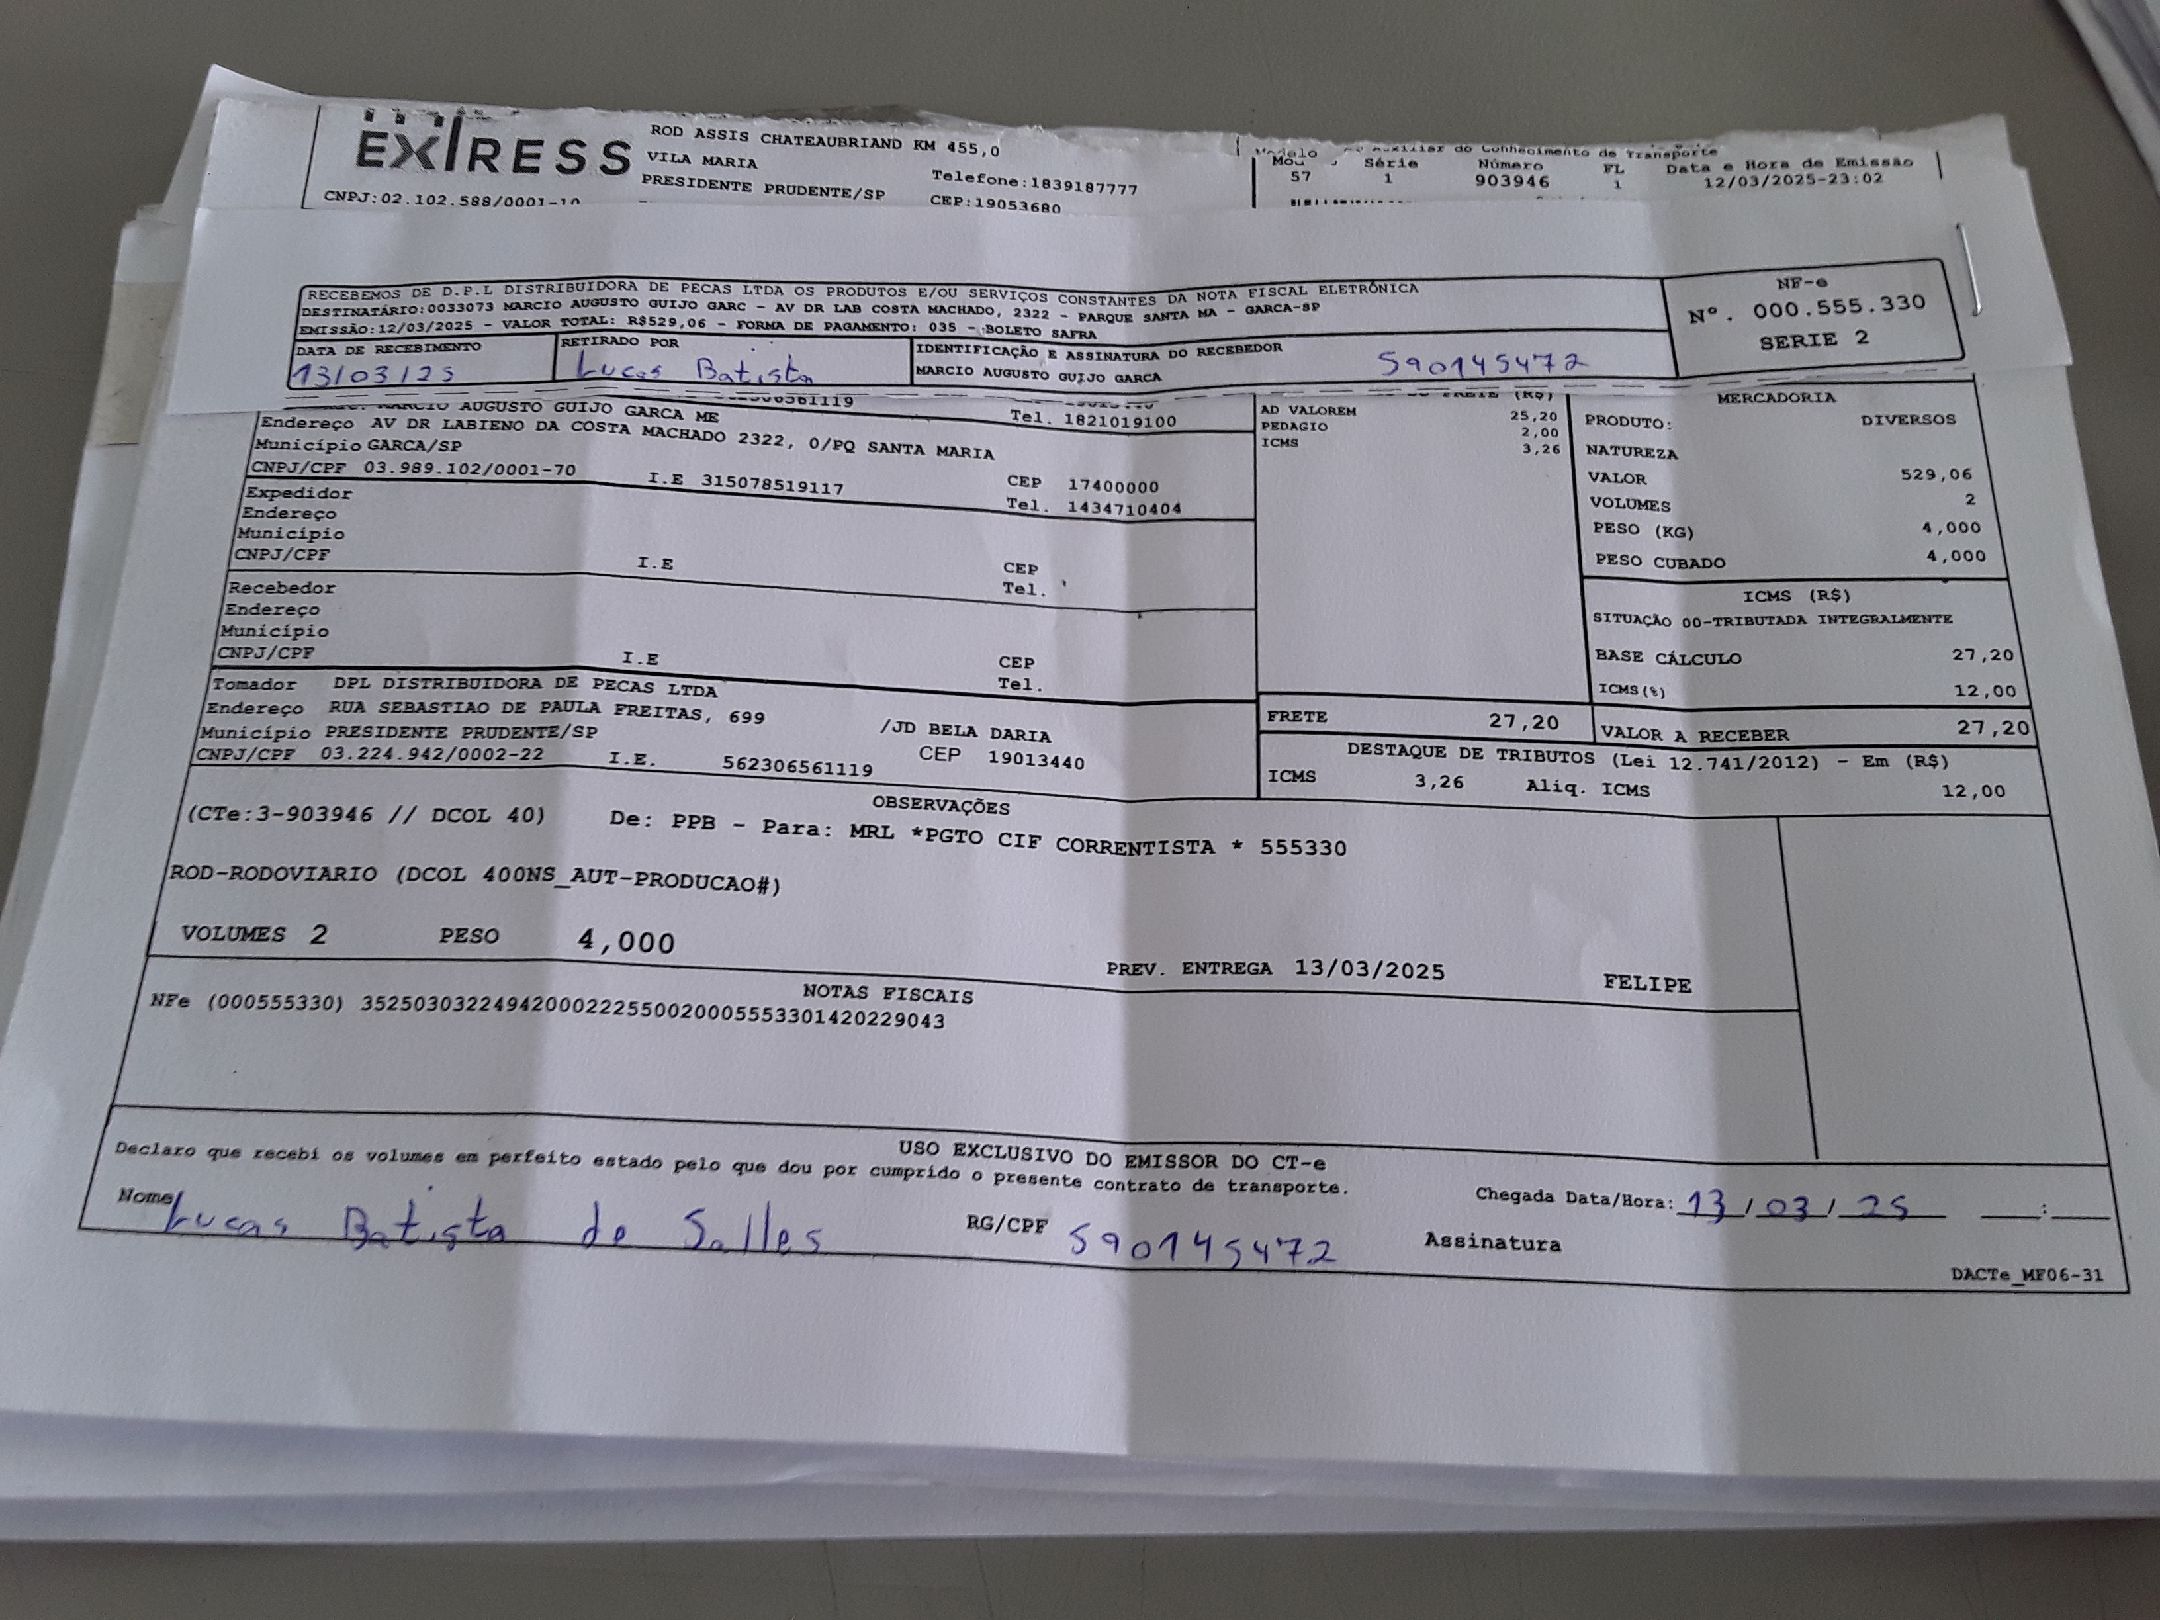 EXPRESS
ROD ASSIS CHATEAUBRIAND KM 455,0
VILA MARIA
PRESIDENTE PRUDENTE/SP
Telefone:1839187777
CEP:19053680
CNPJ:02.102.588/0001-10
Auxiliar do Conhecimento de Transporte
Modelo Série Número FL Data e Hora de Emissão
57 1 903946 1 12/03/2025-23:02
RECEBEMOS DE D.P.L DISTRIBUIDORA DE PECAS LTDA OS PRODUTOS E/OU SERVIÇOS CONSTANTES DA NOTA FISCAL ELETRÔNICA
DESTINATÁRIO:0033073 MARCIO AUGUSTO GUIJO GARC - AV DR LAB COSTA MACHADO, 2322 - PARQUE SANTA MA - GARCA-SP
EMISSÃO:12/03/2025 - VALOR TOTAL: R$529,06 - FORMA DE PAGAMENTO: 035 - BOLETO SAFRA
NF-e
Nº. 000.555.330
SERIE 2
DATA DE RECEBIMENTO
13/03/25
RETIRADO POR
Lucas Batista
IDENTIFICAÇÃO E ASSINATURA DO RECEBEDOR
MARCIO AUGUSTO GUIJO GARCA
590145472
MARCIO AUGUSTO GUIJO GARCA ME
Tel. 1821019100
Endereço AV DR LABIENO DA COSTA MACHADO 2322, 0/PQ SANTA MARIA
Município GARCA/SP
CEP 17400000
CNPJ/CPF 03.989.102/0001-70 I.E 315078519117 Tel. 1434710404
Expedidor
Endereço
Município
CEP
CNPJ/CPF I.E Tel.
Recebedor
Endereço
Município
CEP
CNPJ/CPF I.E Tel.
Tomador DPL DISTRIBUIDORA DE PECAS LTDA
Endereço RUA SEBASTIAO DE PAULA FREITAS, 699 /JD BELA DARIA
Município PRESIDENTE PRUDENTE/SP CEP 19013440
CNPJ/CPF 03.224.942/0002-22 I.E. 562306561119
AD VALOREM 25,20
PEDAGIO 2,00
ICMS 3,26
FRETE 27,20
MERCADORIA
PRODUTO: DIVERSOS
NATUREZA
VALOR 529,06
VOLUMES 2
PESO (KG) 4,000
PESO CUBADO 4,000
ICMS (R$)
SITUAÇÃO 00-TRIBUTADA INTEGRALMENTE
BASE CÁLCULO 27,20
ICMS(%) 12,00
VALOR A RECEBER 27,20
DESTAQUE DE TRIBUTOS (Lei 12.741/2012) - Em (R$)
ICMS 3,26 Aliq. ICMS 12,00
OBSERVAÇÕES
(CTe:3-903946 // DCOL 40) De: PPB - Para: MRL *PGTO CIF CORRENTISTA * 555330
ROD-RODOVIARIO (DCOL 400NS_AUT-PRODUCAO#)
VOLUMES 2 PESO 4,000
PREV. ENTREGA 13/03/2025 FELIPE
NOTAS FISCAIS
NFe (000555330) 35250303224942000222550020005553301420229043
USO EXCLUSIVO DO EMISSOR DO CT-e
Declaro que recebi os volumes em perfeito estado pelo que dou por cumprido o presente contrato de transporte.
Chegada Data/Hora: 13/03/25 :
Nome Lucas Batista de Salles RG/CPF 590145472 Assinatura
DACTe_MF06-31